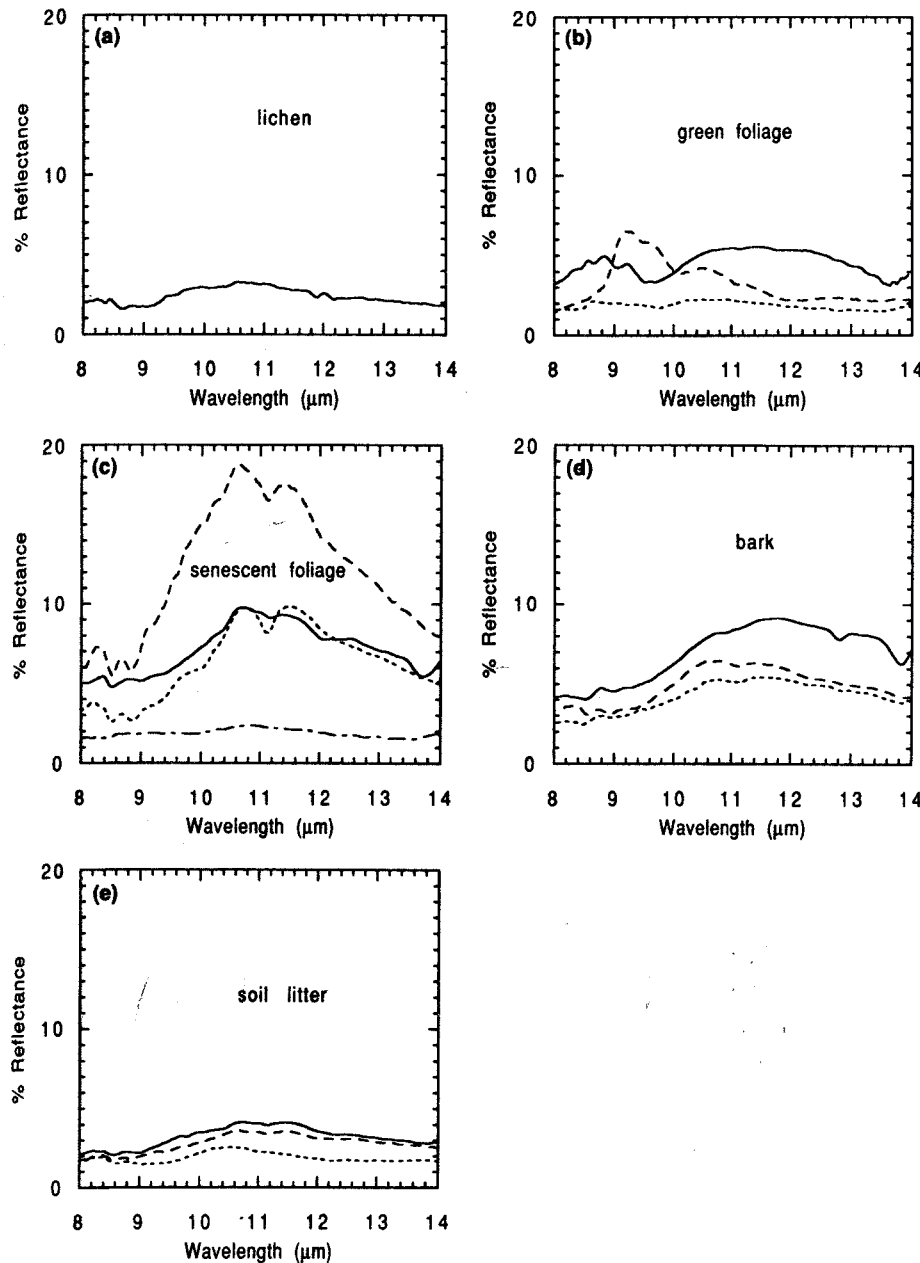 (a)
lichen
20
10
0
% Reflectance
8 9 10 11 12 13 14
Wavelength (µm)
(b)
green foliage
20
10
0
% Reflectance
8 9 10 11 12 13 14
Wavelength (µm)
(c)
senescent foliage
20
10
0
% Reflectance
8 9 10 11 12 13 14
Wavelength (µm)
(d)
bark
20
10
0
% Reflectance
8 9 10 11 12 13 14
Wavelength (µm)
(e)
soil litter
20
10
0
% Reflectance
8 9 10 11 12 13 14
Wavelength (µm)